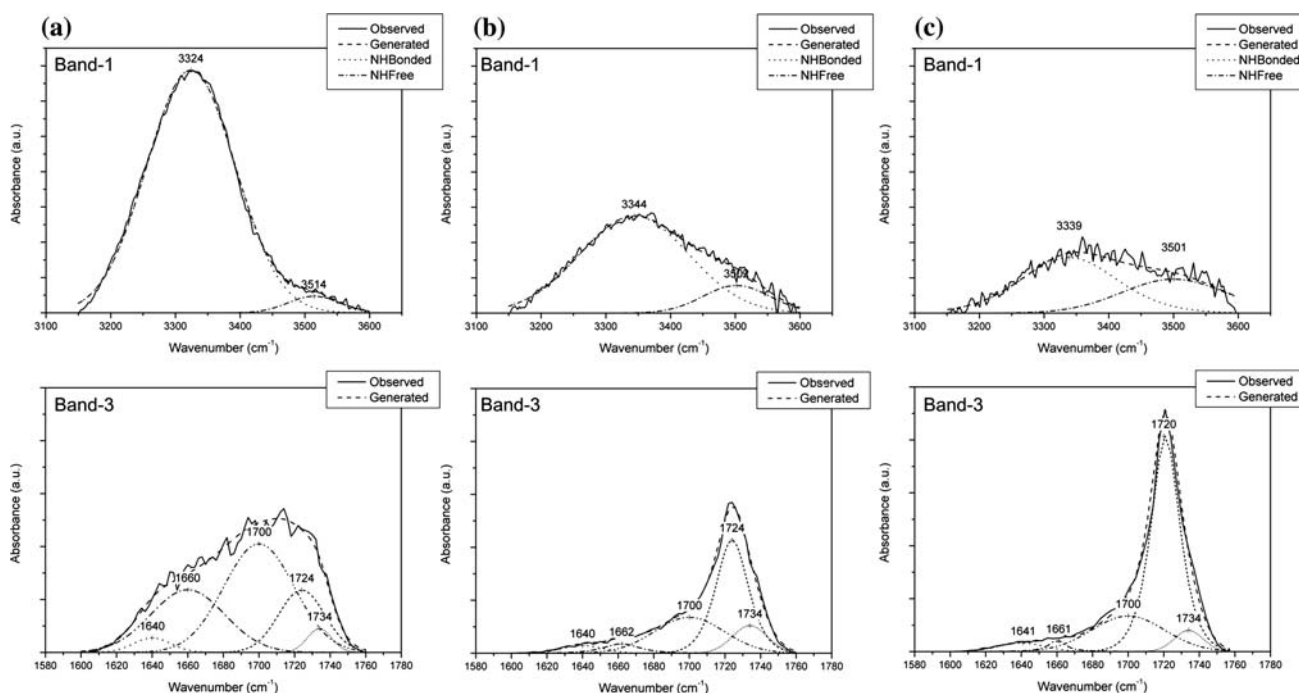 (a)
Observed
Generated
NHBonded
NHFree
Band-1
3324
3514
Absorbance (a.u.)
3100 3200 3300 3400 3500 3600
Wavenumber (cm⁻¹)
(b)
Observed
Generated
NHBonded
NHFree
Band-1
3344
3502
Absorbance (a.u.)
3100 3200 3300 3400 3500 3600
Wavenumber (cm⁻¹)
(c)
Observed
Generated
NHBonded
NHFree
Band-1
3339
3501
Absorbance (a.u.)
3100 3200 3300 3400 3500 3600
Wavenumber (cm⁻¹)
Observed
Generated
Band-3
1700
1660
1724
1640
1734
Absorbance (a.u.)
1580 1600 1620 1640 1660 1680 1700 1720 1740 1760 1780
Wavenumber (cm⁻¹)
Observed
Generated
Band-3
1724
1700
1734
1640 1662
Absorbance (a.u.)
1580 1600 1620 1640 1660 1680 1700 1720 1740 1760 1780
Wavenumber (cm⁻¹)
Observed
Generated
Band-3
1720
1700
1734
1641 1661
Absorbance (a.u.)
1580 1600 1620 1640 1660 1680 1700 1720 1740 1760 1780
Wavenumber (cm⁻¹)